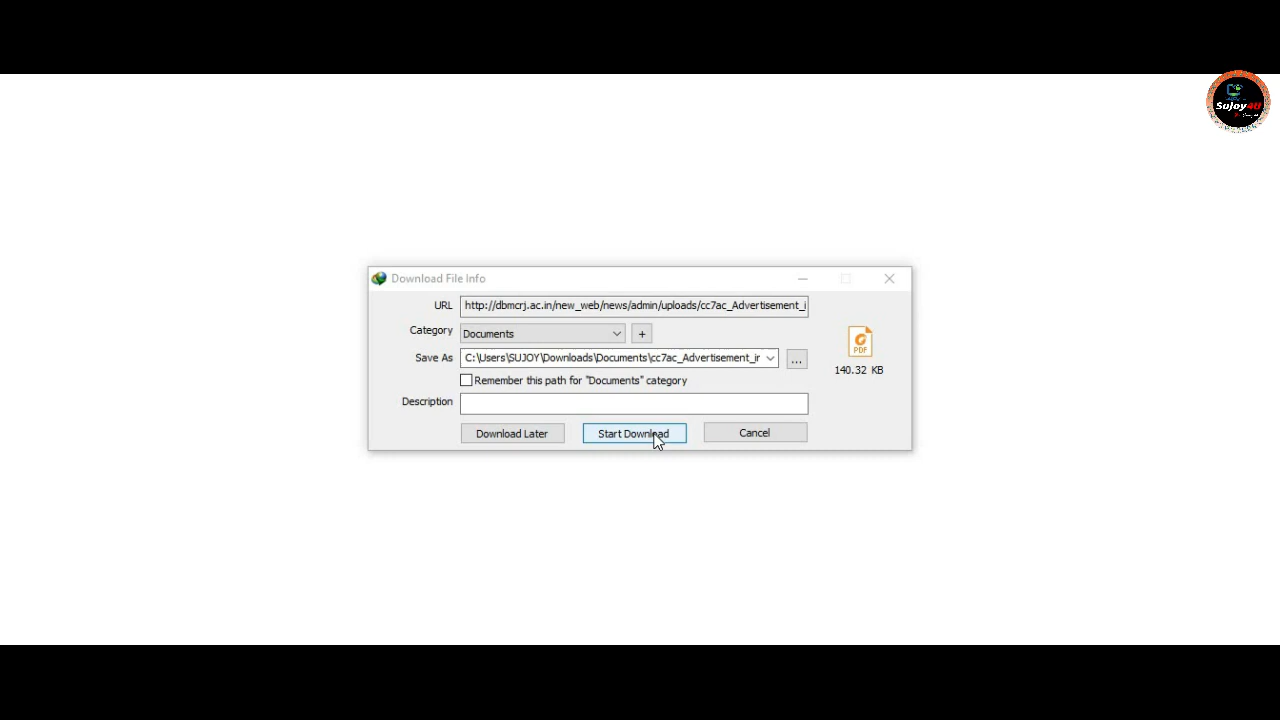 SuJoy4U
Download File Info
URL http://dbmcrj.ac.in/new_web/news/admin/uploads/cc7ac_Advertisement_i
Category Documents +
Save As C:\Users\SUJOY\Downloads\Documents\cc7ac_Advertisement_ir ...
PDF
140.32 KB
Remember this path for "Documents" category
Description
Download Later Start Download Cancel